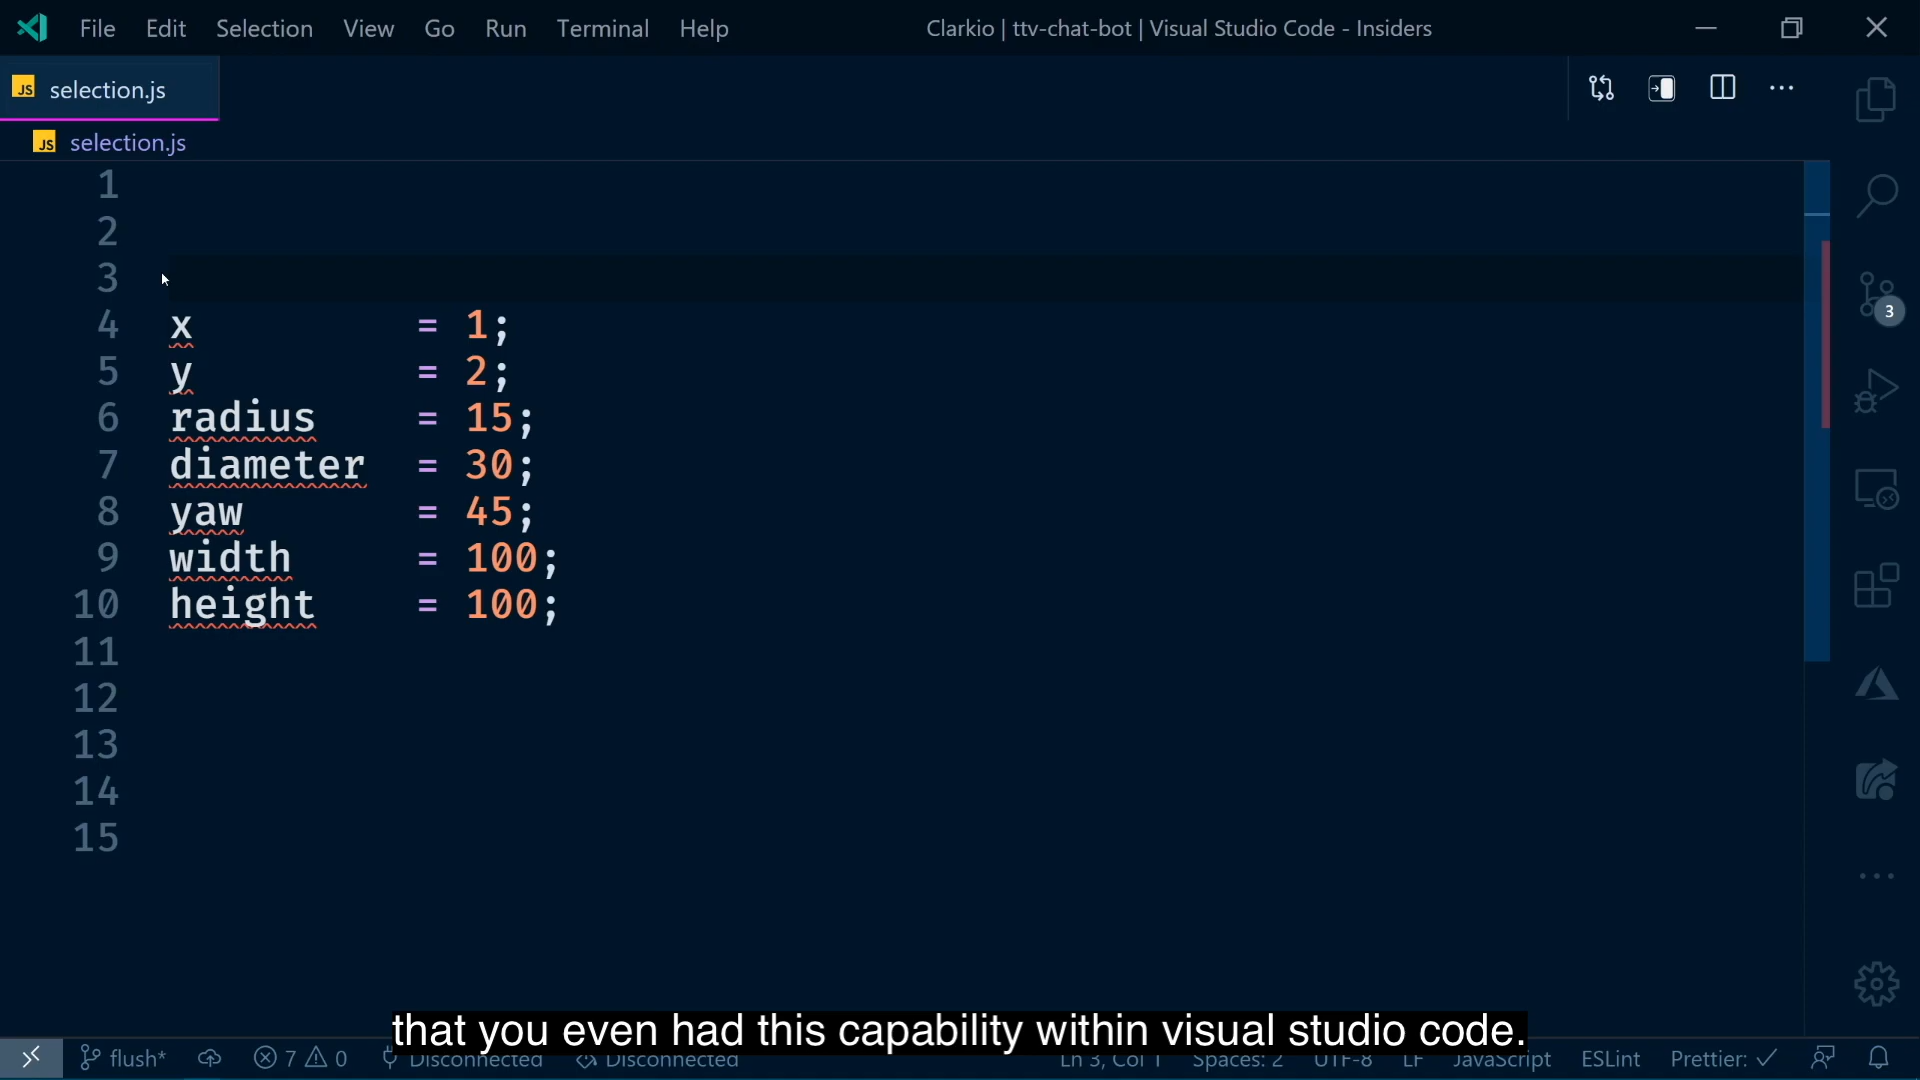 File Edit Selection View Go Run Terminal Help Clarkio | ttv-chat-bot | Visual Studio Code - Insiders
JS selection.js
JS selection.js
1
2
3
4 x = 1;
5 y = 2;
6 radius = 15;
7 diameter = 30;
8 yaw = 45;
9 width = 100;
10 height = 100;
11
12
13
14
15
3
that you even had this capability within visual studio code.
flush* 7 0 Disconnected Disconnected Ln 3, Col 1 Spaces: 2 UTF-8 LF JavaScript ESLint Prettier: ✓